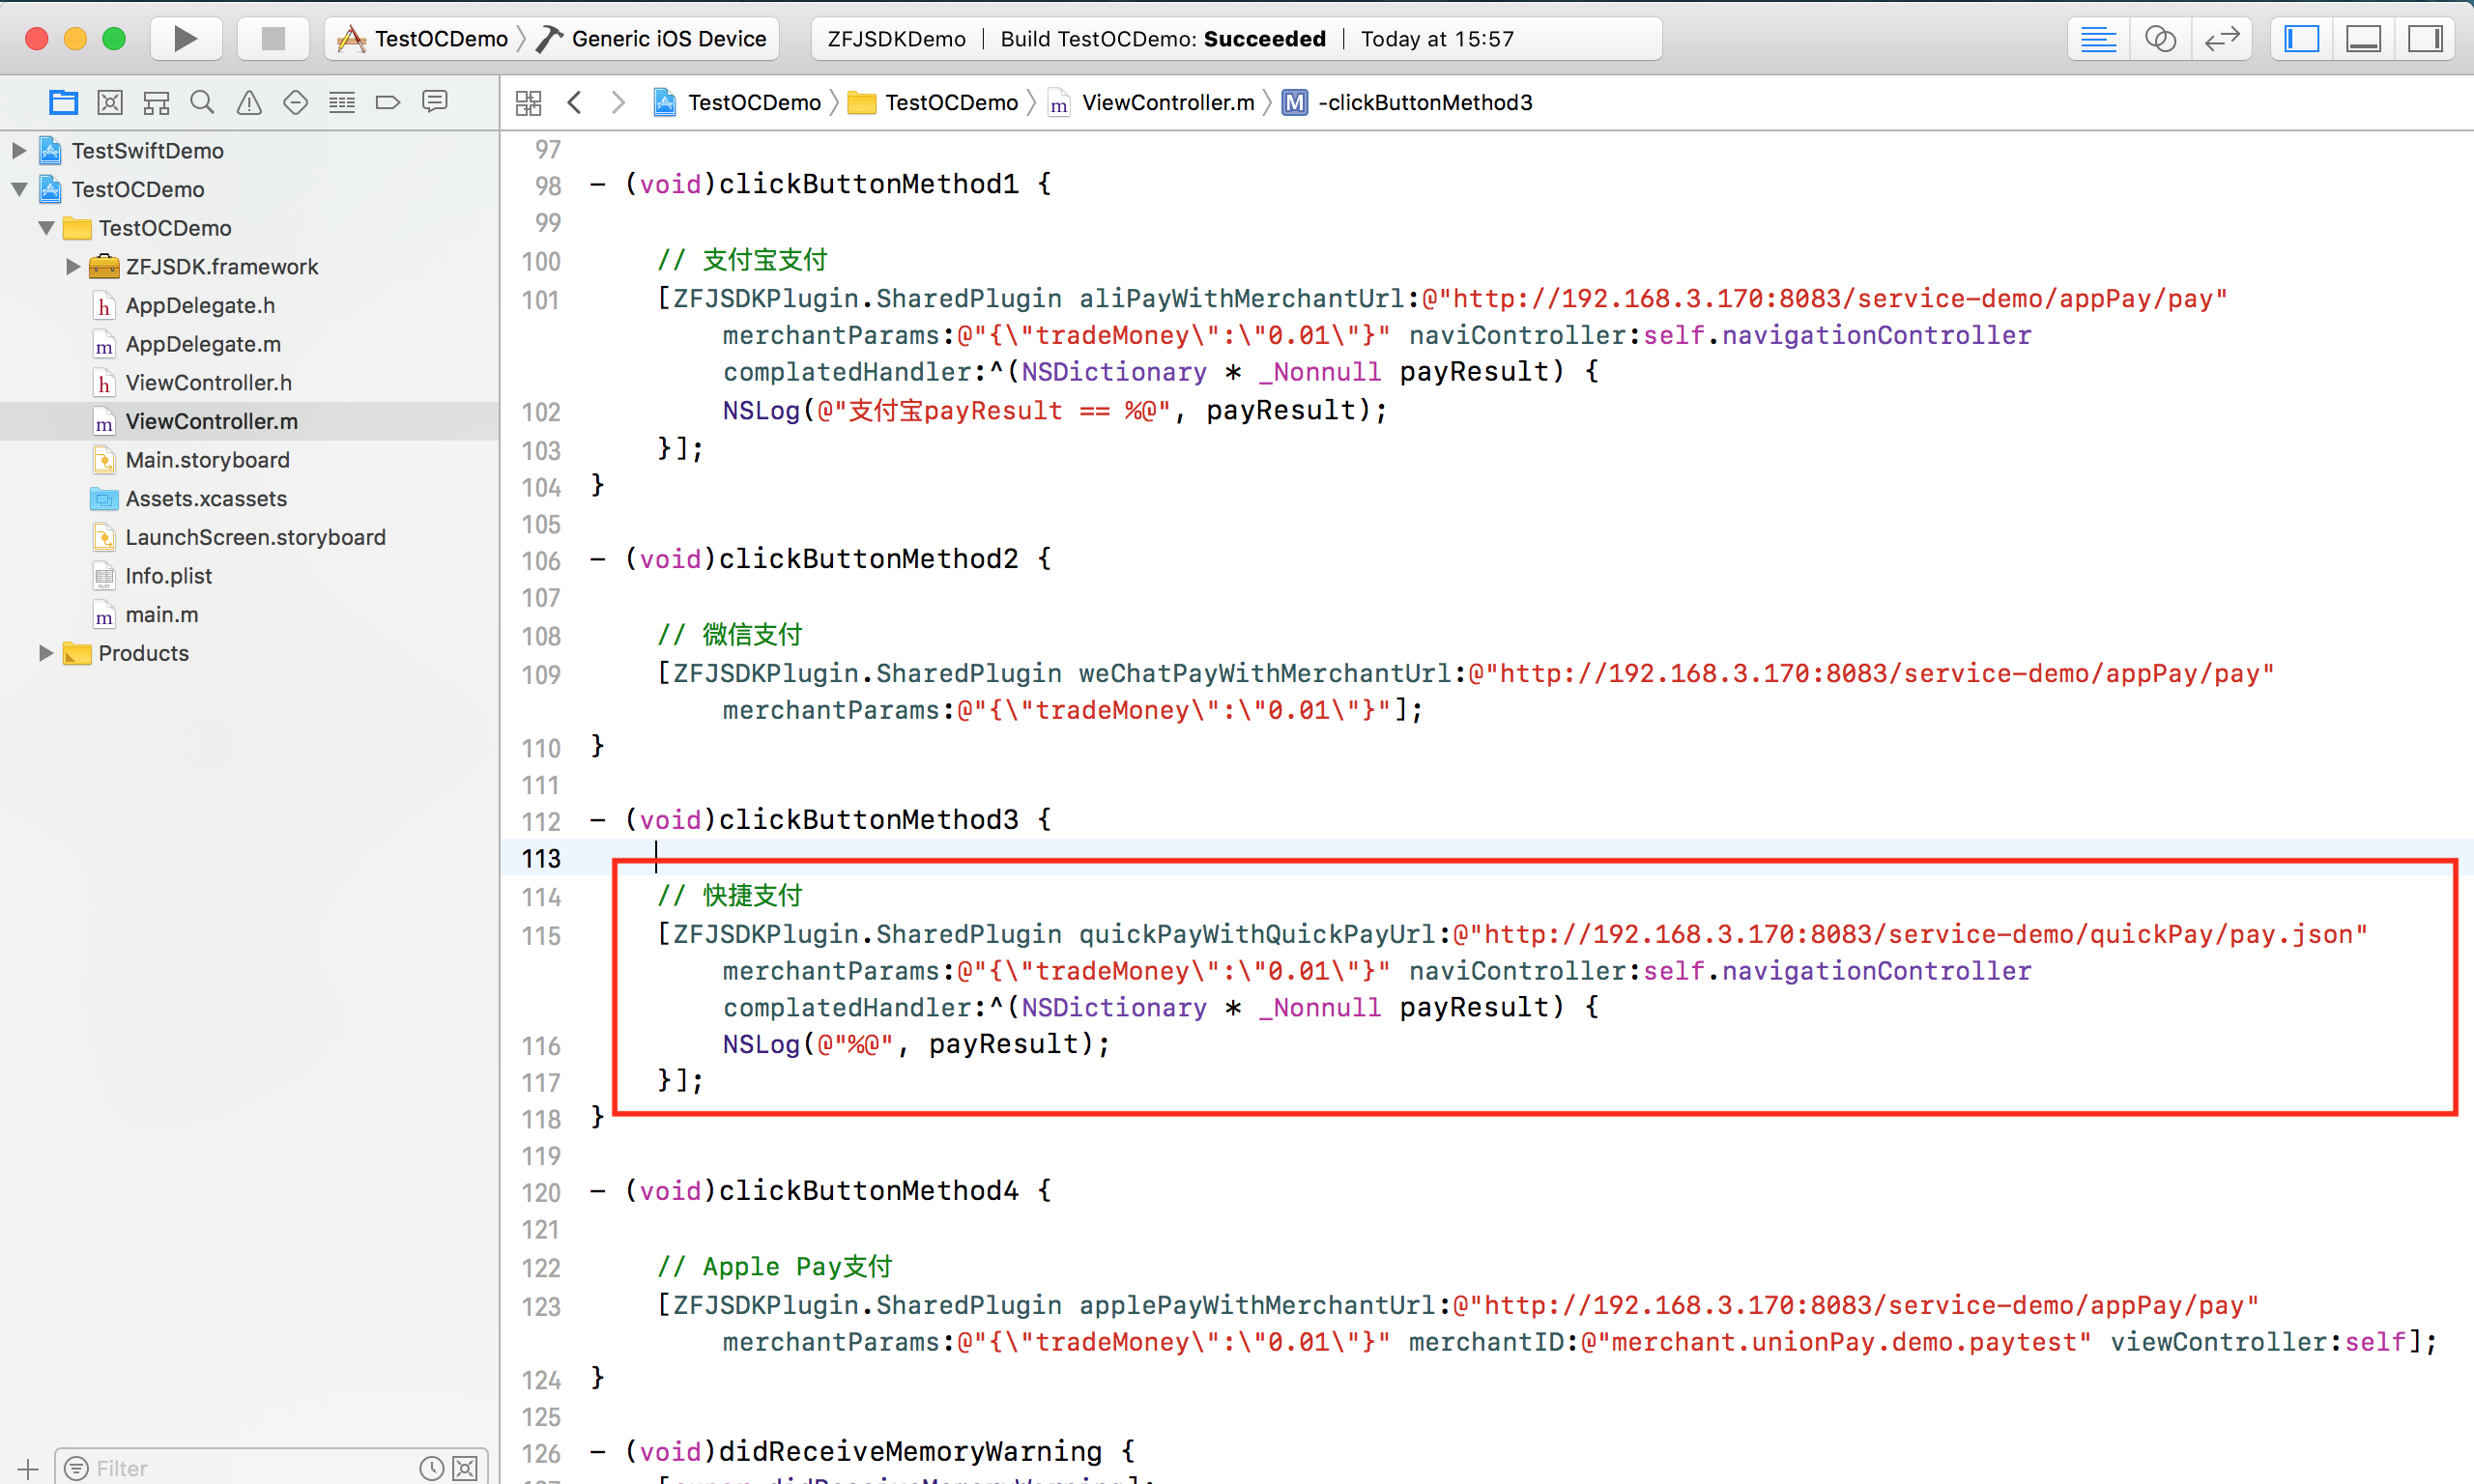 TestOCDemo Generic iOS Device
ZFJSDKDemo | Build TestOCDemo: Succeeded | Today at 15:57
TestOCDemo TestOCDemo ViewController.m M -clickButtonMethod3
TestSwiftDemo
TestOCDemo
TestOCDemo
ZFJSDK.framework
h AppDelegate.h
m AppDelegate.m
h ViewController.h
m ViewController.m
Main.storyboard
Assets.xcassets
LaunchScreen.storyboard
Info.plist
m main.m
Products
Filter
97
98 - (void)clickButtonMethod1 {
99
100 // 支付宝支付
101 [ZFJSDKPlugin.SharedPlugin aliPayWithMerchantUrl:@"http://192.168.3.170:8083/service-demo/appPay/pay"
merchantParams:@"{\"tradeMoney\":\"0.01\"}" naviController:self.navigationController
complatedHandler:^(NSDictionary * _Nonnull payResult) {
102 NSLog(@"支付宝payResult == %@", payResult);
103 }];
104 }
105
106 - (void)clickButtonMethod2 {
107
108 // 微信支付
109 [ZFJSDKPlugin.SharedPlugin weChatPayWithMerchantUrl:@"http://192.168.3.170:8083/service-demo/appPay/pay"
merchantParams:@"{\"tradeMoney\":\"0.01\"}"];
110 }
111
112 - (void)clickButtonMethod3 {
113
114 // 快捷支付
115 [ZFJSDKPlugin.SharedPlugin quickPayWithQuickPayUrl:@"http://192.168.3.170:8083/service-demo/quickPay/pay.json"
merchantParams:@"{\"tradeMoney\":\"0.01\"}" naviController:self.navigationController
complatedHandler:^(NSDictionary * _Nonnull payResult) {
116 NSLog(@"%@", payResult);
117 }];
118 }
119
120 - (void)clickButtonMethod4 {
121
122 // Apple Pay支付
123 [ZFJSDKPlugin.SharedPlugin applePayWithMerchantUrl:@"http://192.168.3.170:8083/service-demo/appPay/pay"
merchantParams:@"{\"tradeMoney\":\"0.01\"}" merchantID:@"merchant.unionPay.demo.paytest" viewController:self];
124 }
125
126 - (void)didReceiveMemoryWarning {